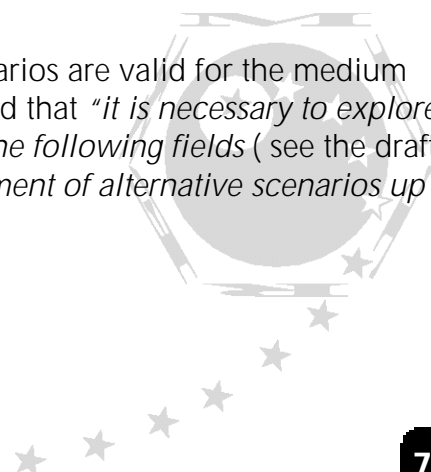 arios are valid for the medium
d that “it is necessary to explore
he following fields ( see the draft
ment of alternative scenarios up
7